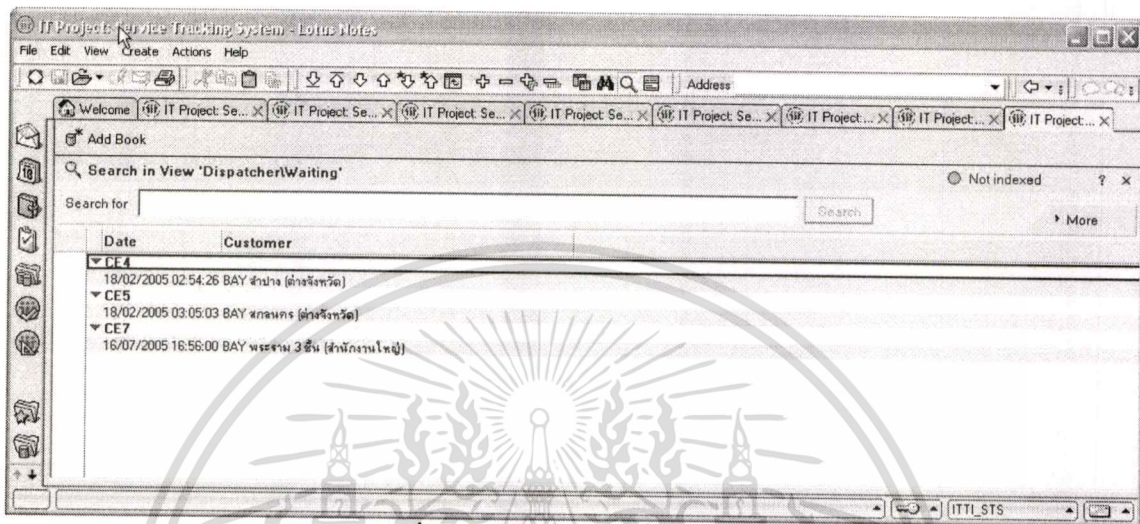 IT Project: Service Tracking System - Lotus Notes
File Edit View Create Actions Help
Address
Welcome IT Project: Se... IT Project: Se... IT Project: Se... IT Project: Se... IT Project: Se... IT Project:... IT Project:... IT Project:...
Add Book
Search in View 'Dispatcher\Waiting'
Not indexed ?
Search for Search More
Date Customer
CE4
18/02/2005 02:54:26 BAY ลำปาง (ต่างจังหวัด)
CE5
18/02/2005 03:05:03 BAY สกลนคร (ต่างจังหวัด)
CE7
16/07/2005 16:56:00 BAY พระราม 3 ชั้น (สำนักงานใหญ่)
ITTI_STS